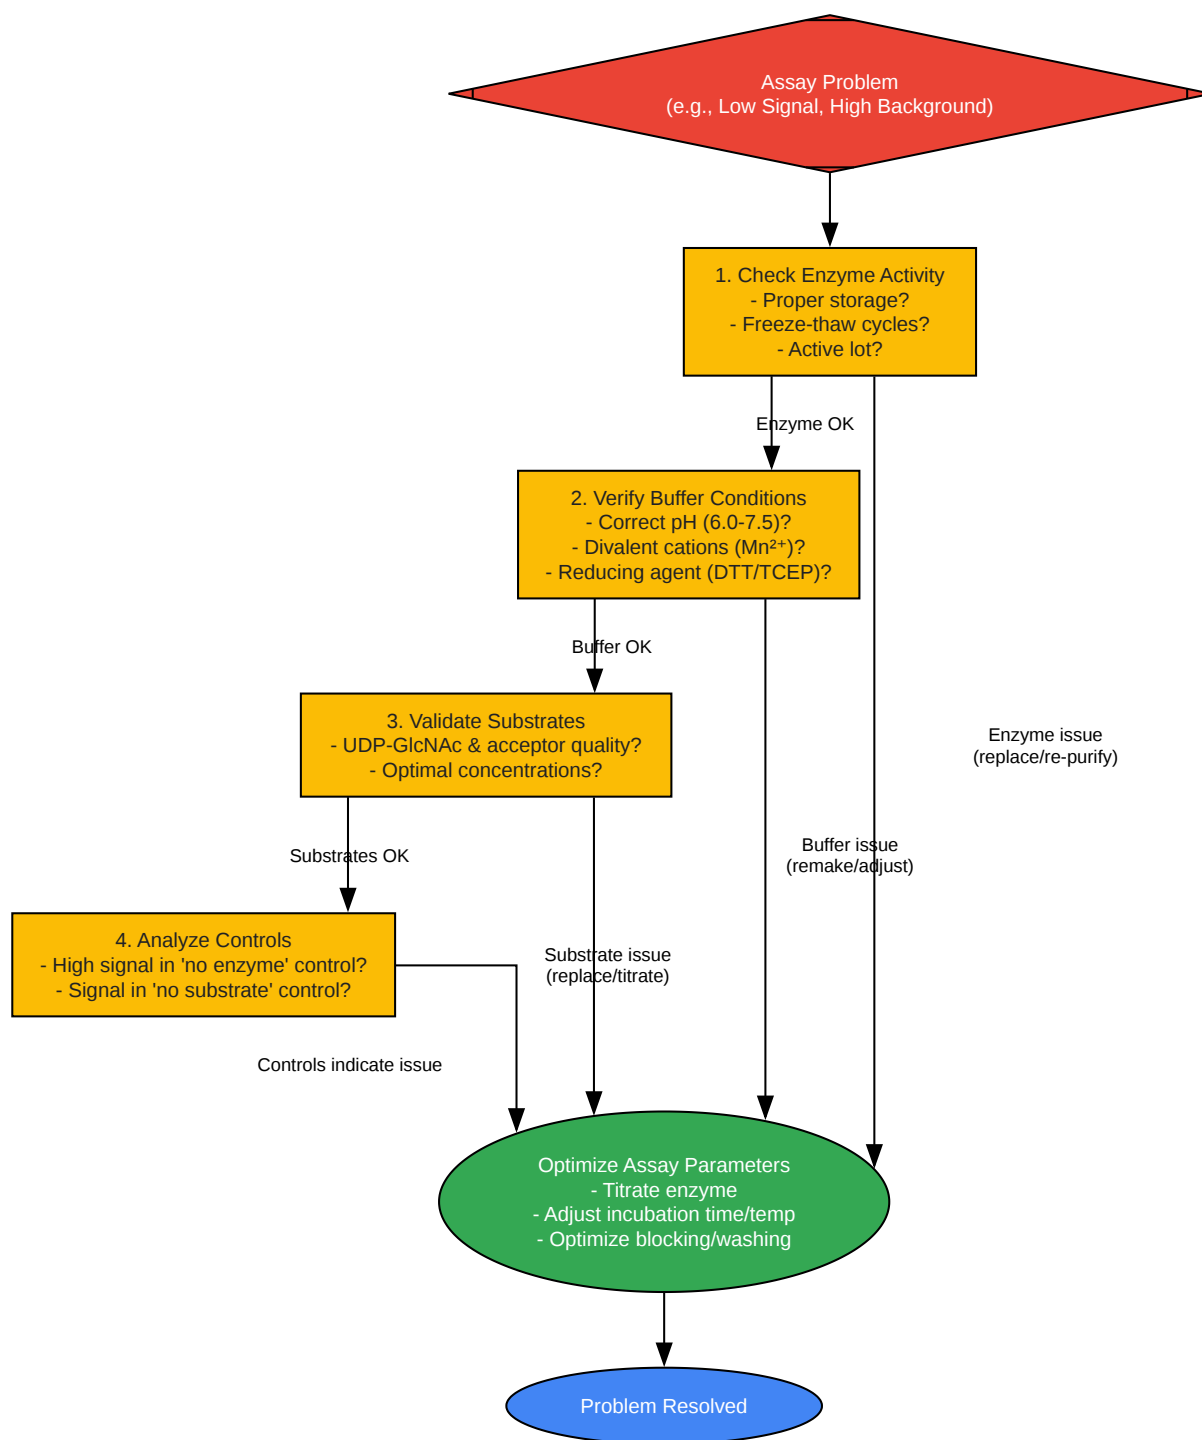 Assay Problem
(e.g., Low Signal, High Background)
1. Check Enzyme Activity
- Proper storage?
- Freeze-thaw cycles?
- Active lot?
Enzyme OK
2. Verify Buffer Conditions
- Correct pH (6.0-7.5)?
- Divalent cations (Mn²⁺)?
- Reducing agent (DTT/TCEP)?
Buffer OK
3. Validate Substrates
- UDP-GlcNAc & acceptor quality?
- Optimal concentrations?
Enzyme issue
(replace/re-purify)
Substrates OK
Buffer issue
(remake/adjust)
4. Analyze Controls
- High signal in 'no enzyme' control?
- Signal in 'no substrate' control?
Substrate issue
(replace/titrate)
Controls indicate issue
Optimize Assay Parameters
- Titrate enzyme
- Adjust incubation time/temp
- Optimize blocking/washing
Problem Resolved